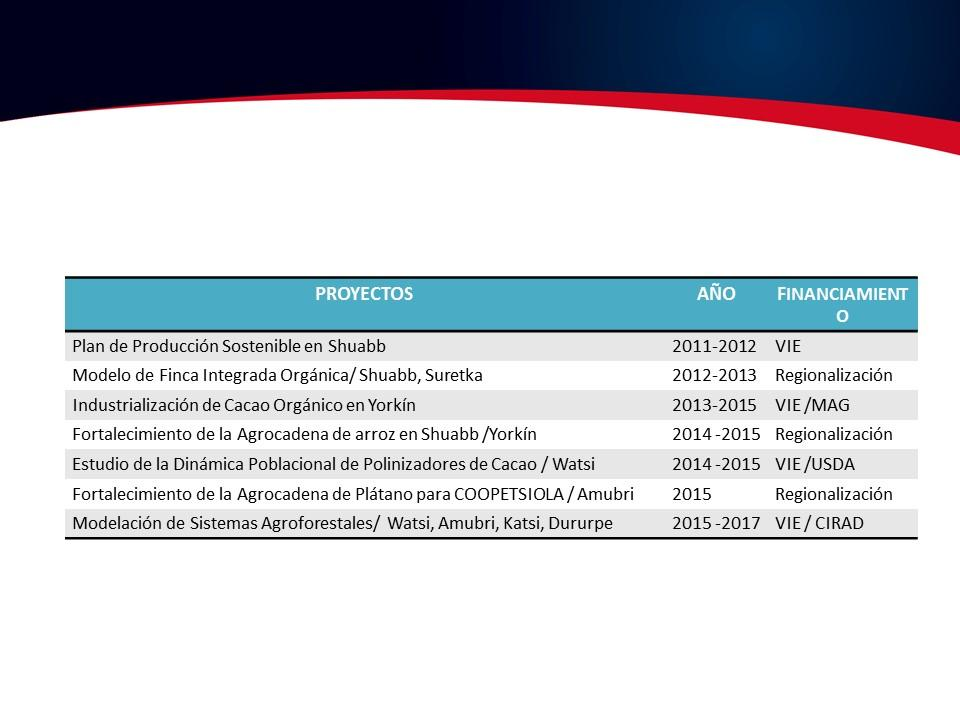 PROYECTOS AÑO FINANCIAMIENT
O
Plan de Producción Sostenible en Shuabb 2011-2012 VIE
Modelo de Finca Integrada Orgánica/ Shuabb, Suretka 2012-2013 Regionalización
Industrialización de Cacao Orgánico en Yorkín 2013-2015 VIE /MAG
Fortalecimiento de la Agrocadena de arroz en Shuabb /Yorkín 2014 -2015 Regionalización
Estudio de la Dinámica Poblacional de Polinizadores de Cacao / Watsi 2014 -2015 VIE /USDA
Fortalecimiento de la Agrocadena de Plátano para COOPETSIOLA / Amubri 2015 Regionalización
Modelación de Sistemas Agroforestales/ Watsi, Amubri, Katsi, Dururpe 2015 -2017 VIE / CIRAD